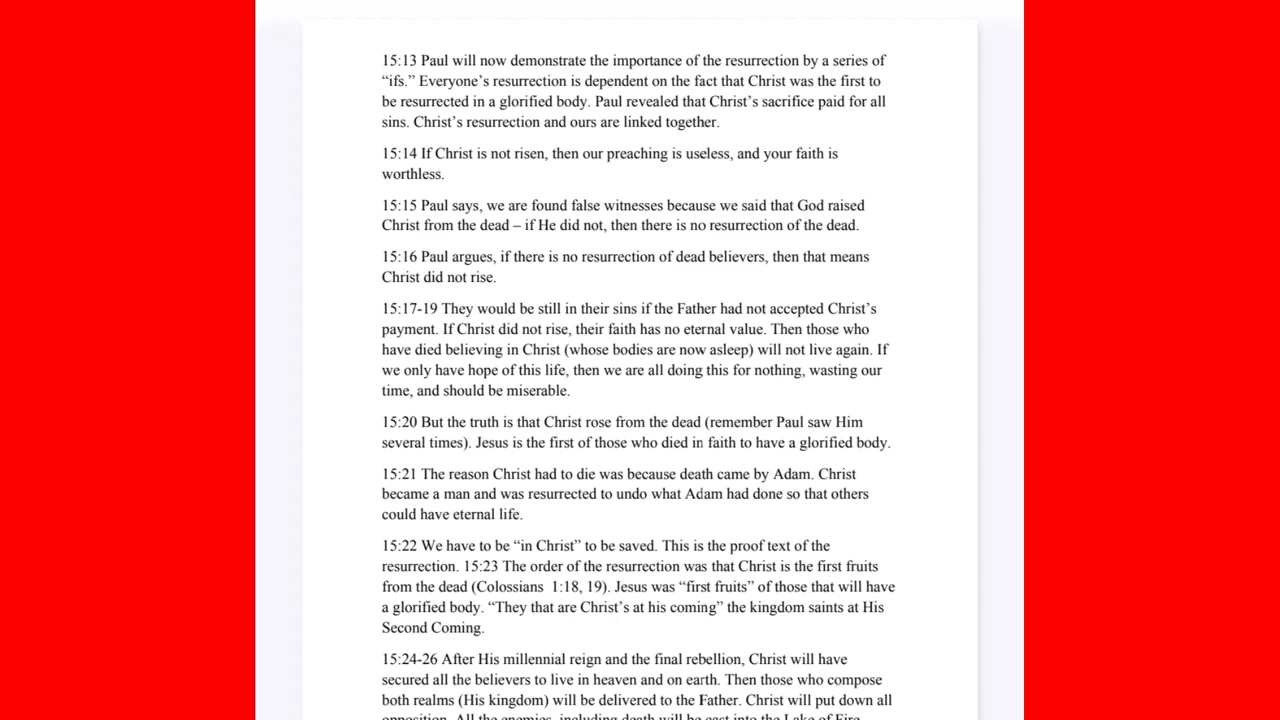 15:13 Paul will now demonstrate the importance of the resurrection by a series of
“ifs.” Everyone’s resurrection is dependent on the fact that Christ was the first to
be resurrected in a glorified body. Paul revealed that Christ’s sacrifice paid for all
sins. Christ’s resurrection and ours are linked together.
15:14 If Christ is not risen, then our preaching is useless, and your faith is
worthless.
15:15 Paul says, we are found false witnesses because we said that God raised
Christ from the dead – if He did not, then there is no resurrection of the dead.
15:16 Paul argues, if there is no resurrection of dead believers, then that means
Christ did not rise.
15:17-19 They would be still in their sins if the Father had not accepted Christ’s
payment. If Christ did not rise, their faith has no eternal value. Then those who
have died believing in Christ (whose bodies are now asleep) will not live again. If
we only have hope of this life, then we are all doing this for nothing, wasting our
time, and should be miserable.
15:20 But the truth is that Christ rose from the dead (remember Paul saw Him
several times). Jesus is the first of those who died in faith to have a glorified body.
15:21 The reason Christ had to die was because death came by Adam. Christ
became a man and was resurrected to undo what Adam had done so that others
could have eternal life.
15:22 We have to be “in Christ” to be saved. This is the proof text of the
resurrection. 15:23 The order of the resurrection was that Christ is the first fruits
from the dead (Colossians 1:18, 19). Jesus was “first fruits” of those that will have
a glorified body. “They that are Christ’s at his coming” the kingdom saints at His
Second Coming.
15:24-26 After His millennial reign and the final rebellion, Christ will have
secured all the believers to live in heaven and on earth. Then those who compose
both realms (His kingdom) will be delivered to the Father. Christ will put down all
opposition. All the enemies, including death will be cast into the Lake of Fire